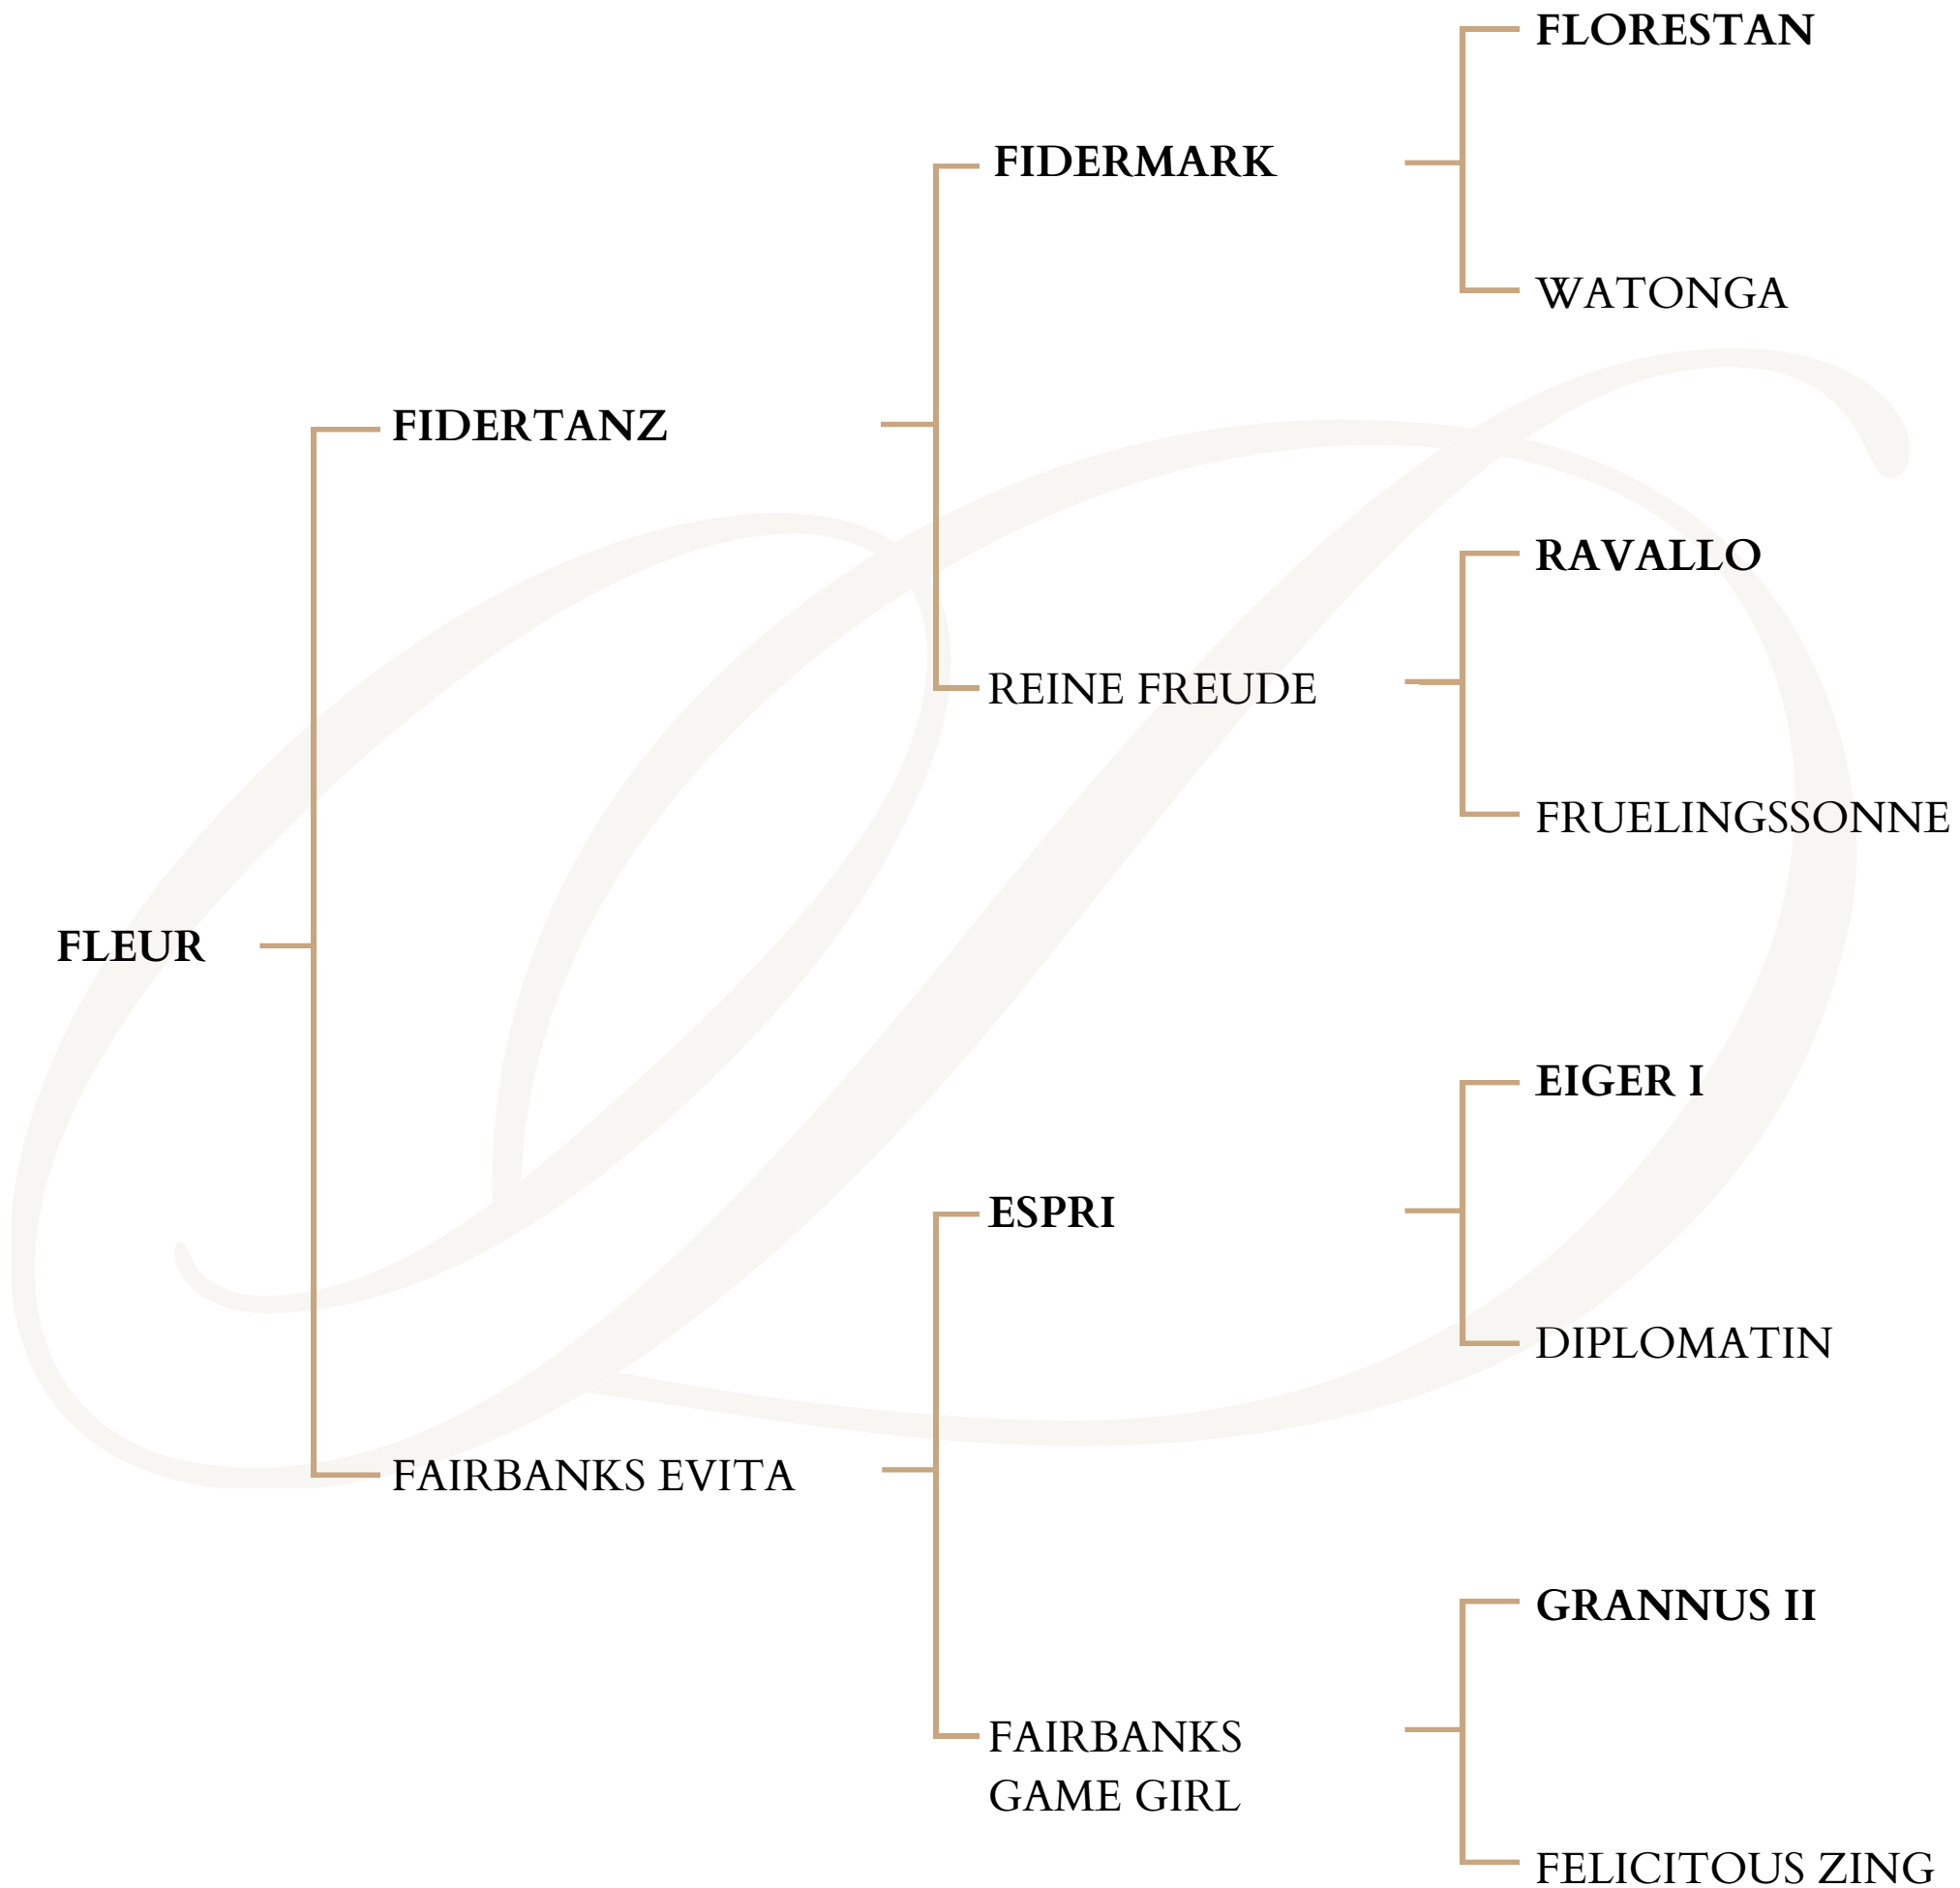 FLORESTAN
FIDERMARK
WATONGA
FIDERTANZ
RAVALLO
REINE FREUDE
FRUELINGSSONNE
FLEUR
EIGER I
ESPRI
DIPLOMATIN
FAIRBANKS EVITA
GRANNUS II
FAIRBANKS
GAME GIRL
FELICITOUS ZING